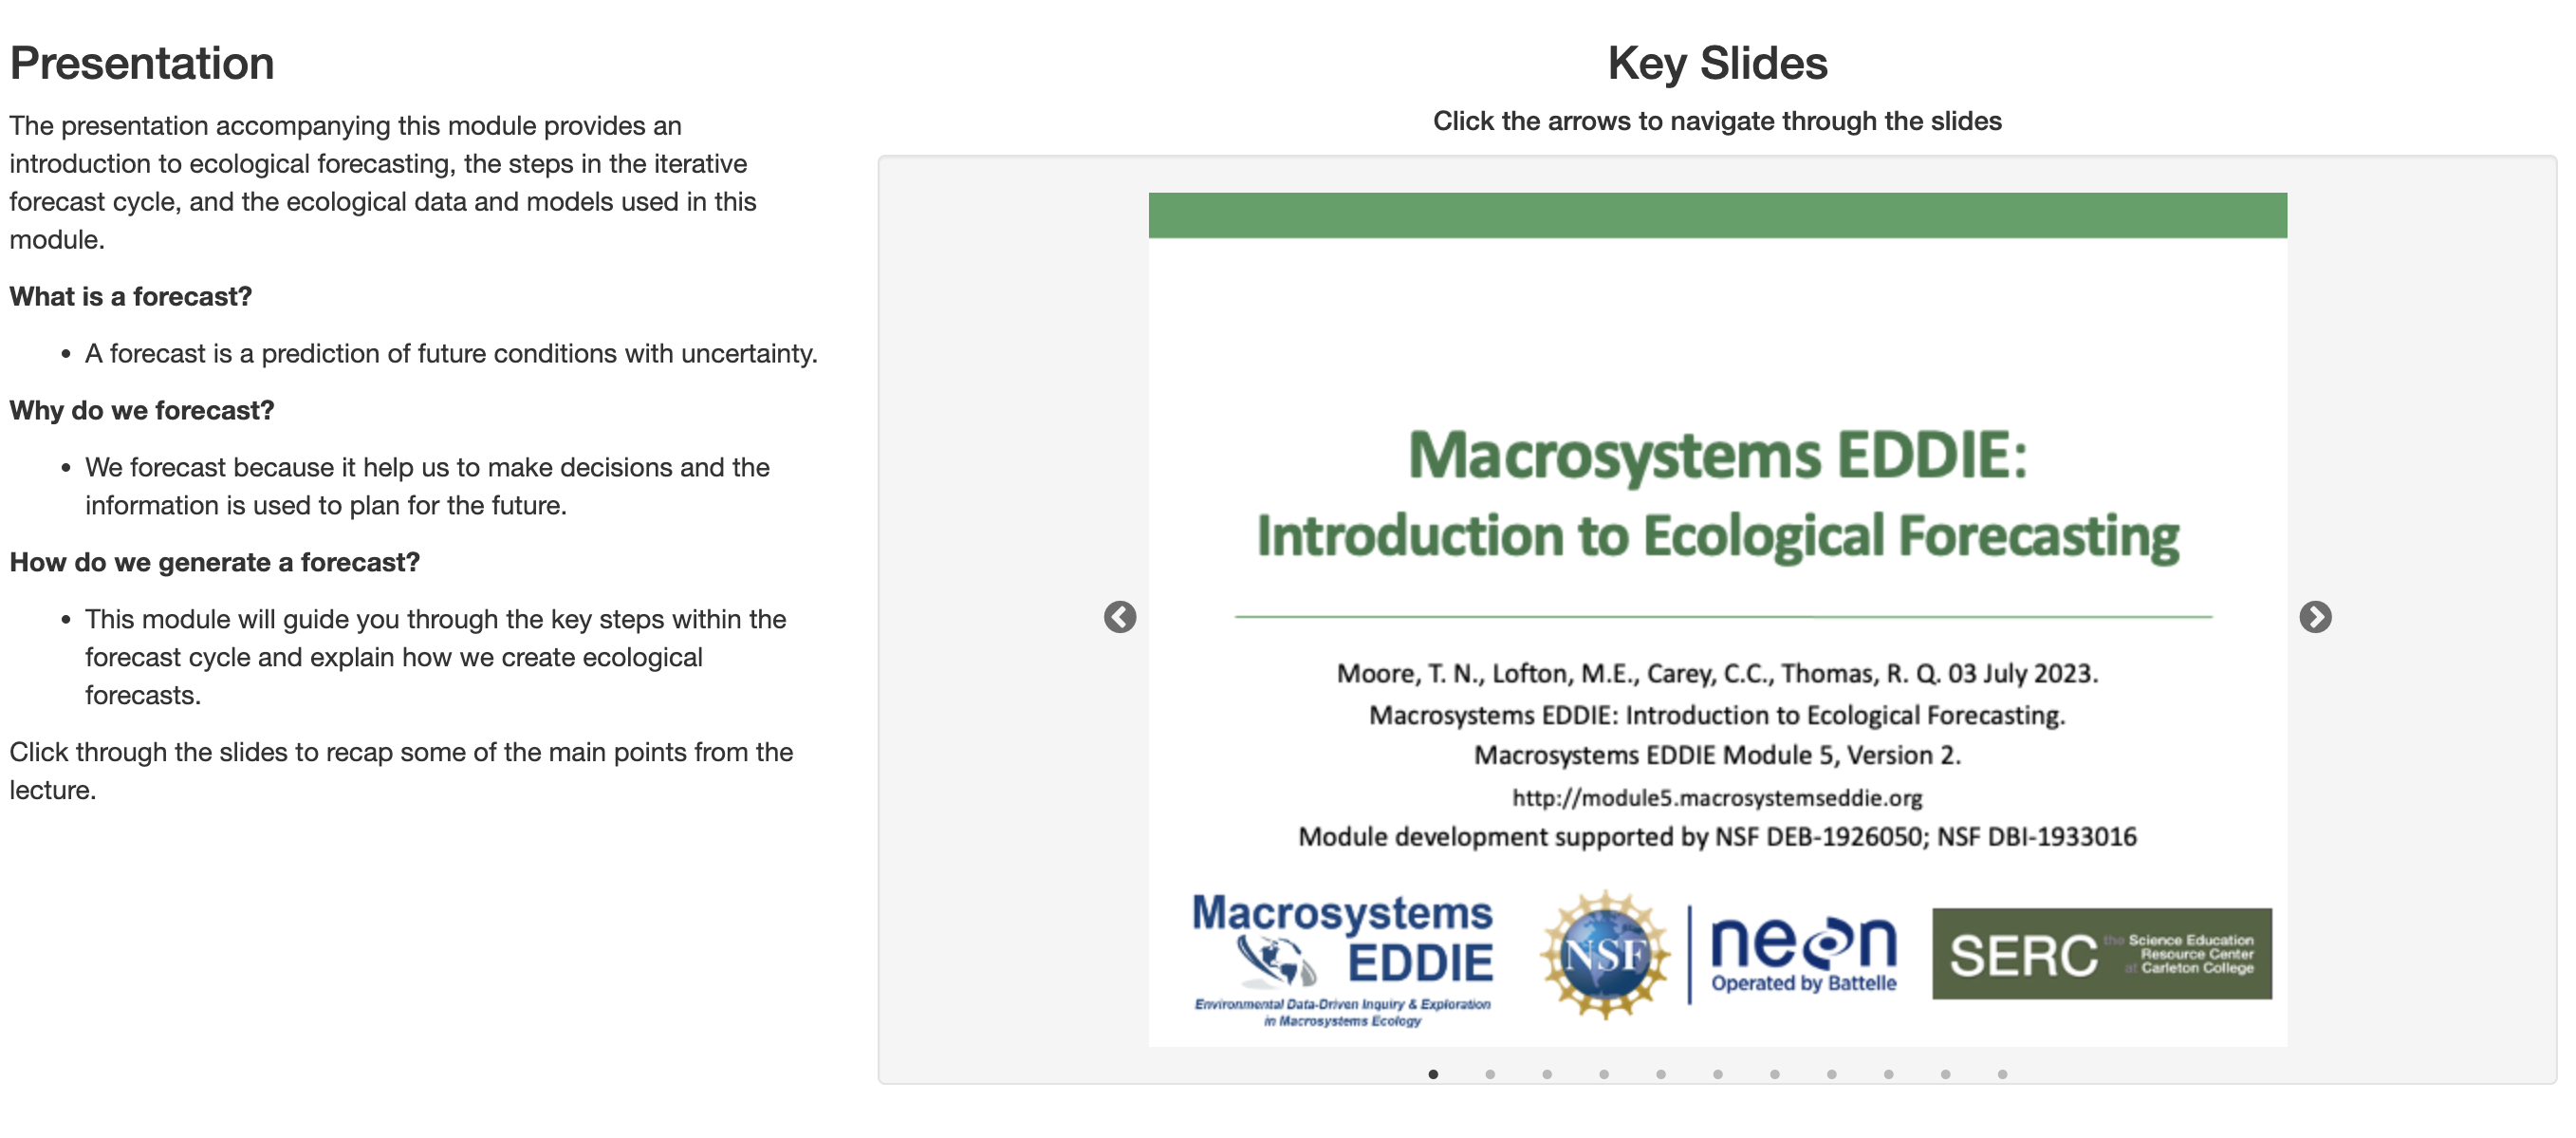 Presentation
The presentation accompanying this module provides an
introduction to ecological forecasting, the steps in the iterative
forecast cycle, and the ecological data and models used in this
module.
What is a forecast?
• A forecast is a prediction of future conditions with uncertainty.
Why do we forecast?
• We forecast because it help us to make decisions and the
information is used to plan for the future.
How do we generate a forecast?
• This module will guide you through the key steps within the
forecast cycle and explain how we create ecological
forecasts.
Click through the slides to recap some of the main points from the
lecture.
Key Slides
Click the arrows to navigate through the slides
Macrosystems EDDIE:
Introduction to Ecological Forecasting
Moore, T. N., Lofton, M.E., Carey, C.C., Thomas, R. Q. 03 July 2023.
Macrosystems EDDIE: Introduction to Ecological Forecasting.
Macrosystems EDDIE Module 5, Version 2.
http://module5.macrosystemseddie.org
Module development supported by NSF DEB-1926050; NSF DBI-1933016
Macrosystems
EDDIE
Environmental Data-Driven Inquiry & Exploration
in Macrosystems Ecology
NSF
neon
Operated by Battelle
SERC
the Science Education
Resource Center
at Carleton College